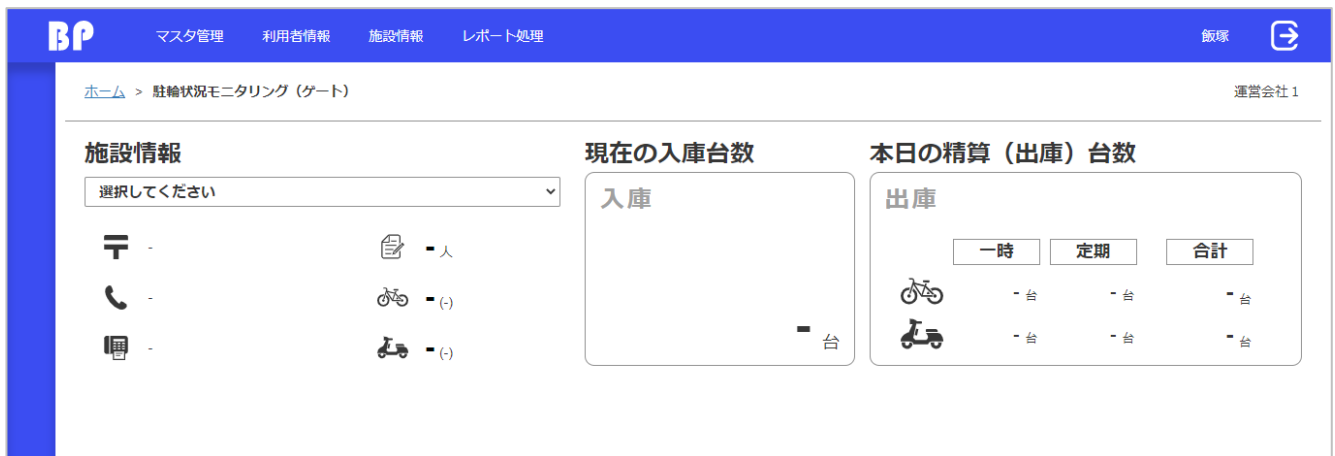 BP マスタ管理 利用者情報 施設情報 レポート処理 飯塚
ホーム > 駐輪状況モニタリング（ゲート） 運営会社1
施設情報
選択してください
〒 -
- 人
-
- (-)
-
- (-)
現在の入庫台数
入庫
- 台
本日の精算（出庫）台数
出庫
一時 定期 合計
- 台 - 台 - 台
- 台 - 台 - 台